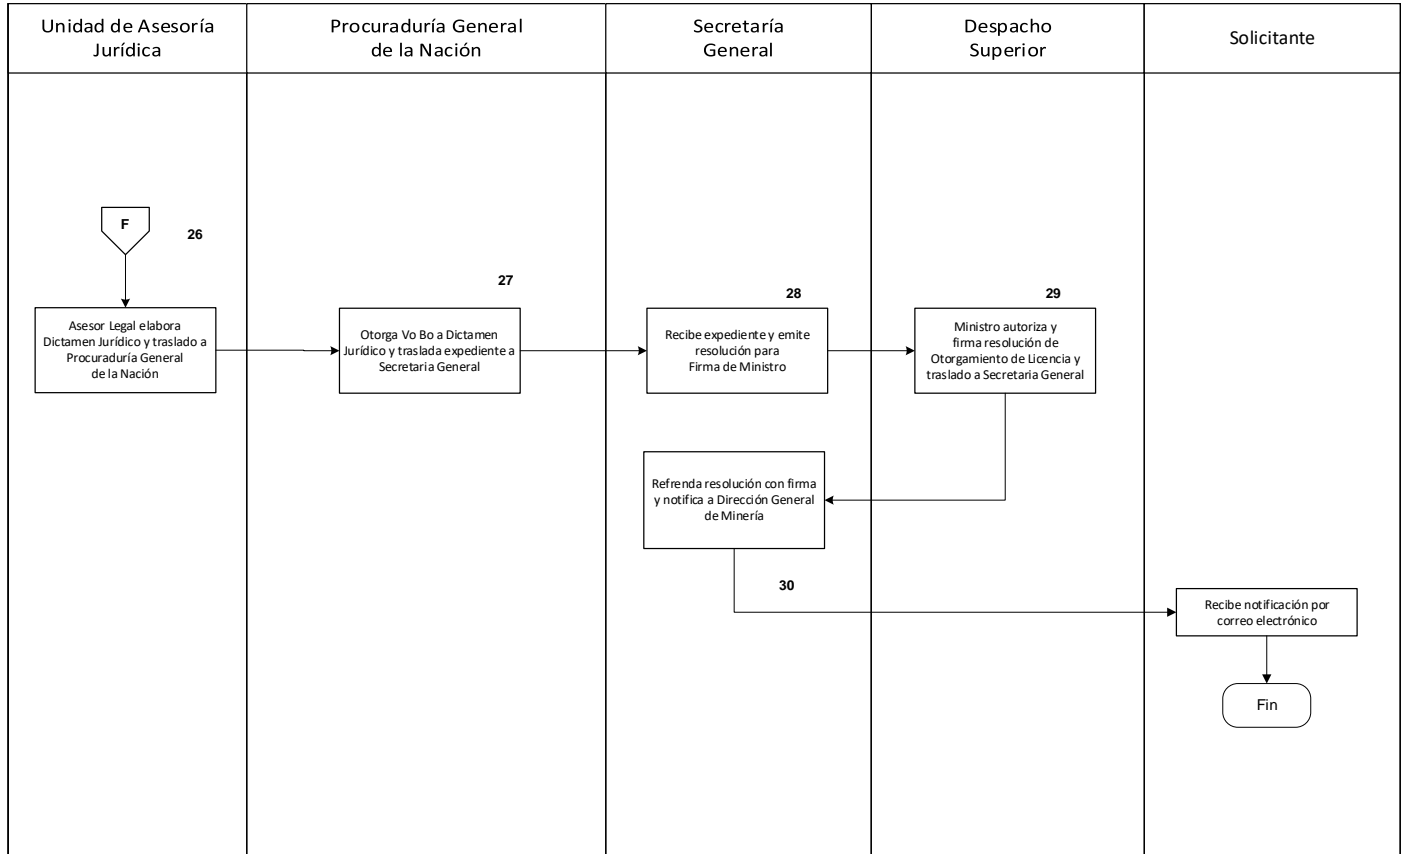 Unidad de Asesoría
Jurídica
Procuraduría General
de la Nación
Secretaría
General
Despacho
Superior
Solicitante
F
26
Asesor Legal elabora
Dictamen Jurídico y traslado a
Procuraduría General
de la Nación
27
Otorga Vo Bo a Dictamen
Jurídico y traslada expediente a
Secretaria General
28
Recibe expediente y emite
resolución para
Firma de Ministro
29
Ministro autoriza y
firma resolución de
Otorgamiento de Licencia y
traslado a Secretaria General
Refrenda resolución con firma
y notifica a Dirección General
de Minería
30
Recibe notificación por
correo electrónico
Fin